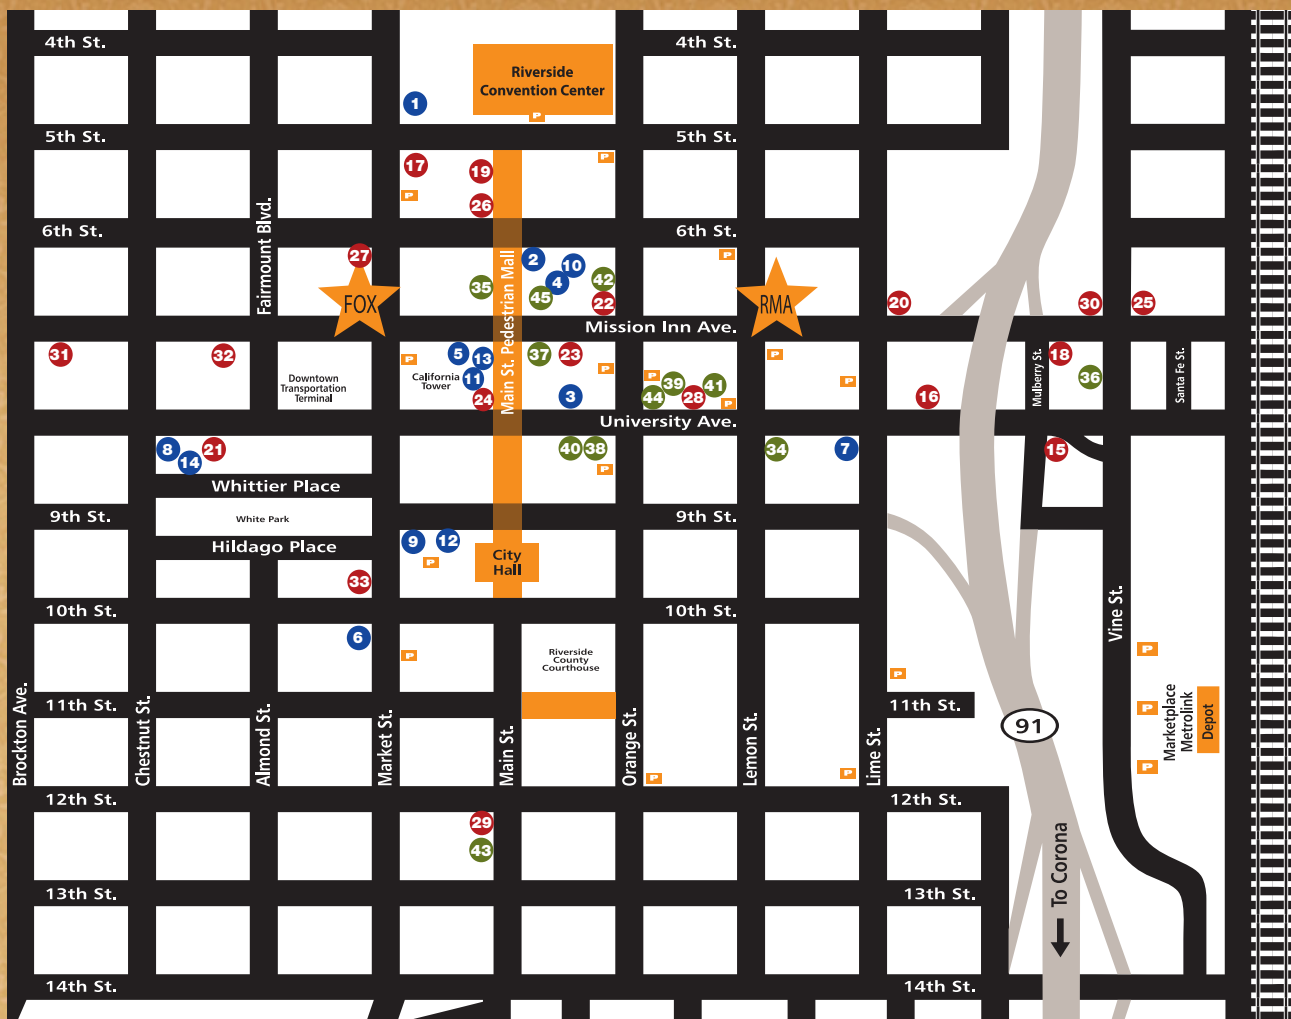 4th St.
4th St.
Riverside
Convention Center
1
P
5th St.
5th St.
17
19
P
P
26
Fairmount Blvd.
6th St.
6th St.
27
FOX
35
Main St. Pedestrian Mall
2
10
4
45
42
22
P
RMA
20
30
25
Mission Inn Ave.
31
32
Downtown
Transportation
Terminal
P
California
Tower
5
13
11
24
37
23
P
3
P
39
44
28
41
P
P
P
16
Mulberry St.
18
36
Santa Fe St.
University Ave.
8
14
21
40
38
P
34
7
15
Whittier Place
White Park
9th St.
9th St.
Hildago Place
9
12
P
City
Hall
33
10th St.
10th St.
6
P
Riverside
County
Courthouse
Vine St.
P
P
P
P
Marketplace
Metrolink
Depot
11th St.
11th St.
91
Brockton Ave.
Chestnut St.
Almond St.
Market St.
Main St.
Orange St.
Lemon St.
Lime St.
P
P
12th St.
12th St.
29
43
To Corona
13th St.
13th St.
14th St.
14th St.